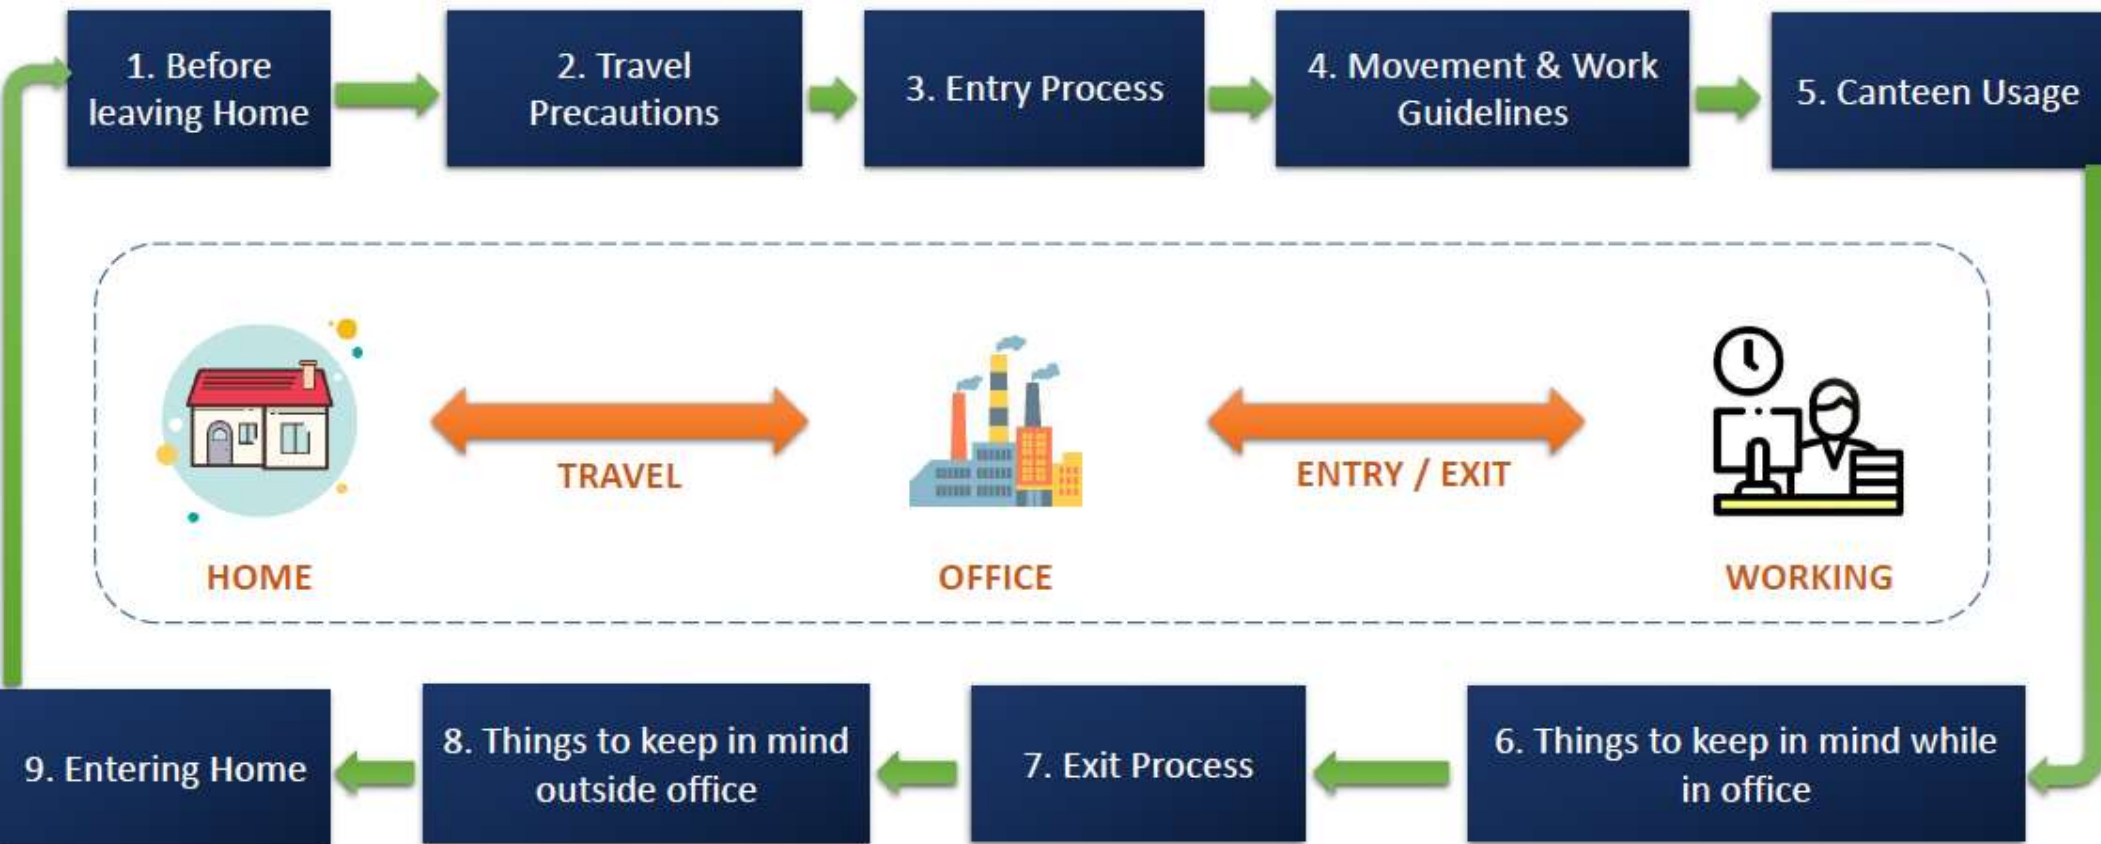 1. Before
leaving Home
2. Travel
Precautions
3. Entry Process
4. Movement & Work
Guidelines
5. Canteen Usage
TRAVEL
ENTRY / EXIT
HOME
OFFICE
WORKING
9. Entering Home
8. Things to keep in mind
outside office
7. Exit Process
6. Things to keep in mind while
in office